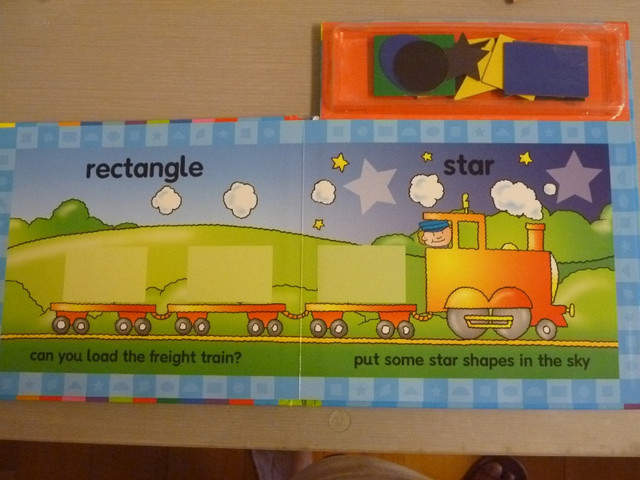 rectangle
can you load the freight train?
star
put some star shapes in the sky